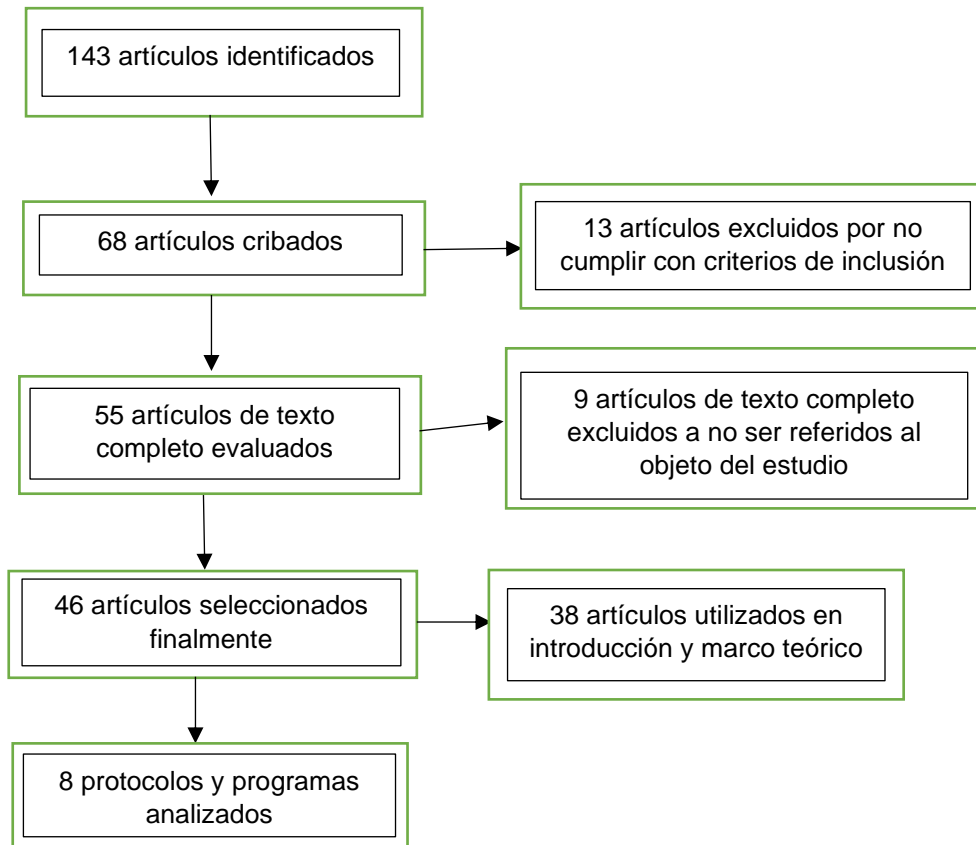 143 artículos identificados
68 artículos cribados
13 artículos excluidos por no
cumplir con criterios de inclusión
55 artículos de texto
completo evaluados
9 artículos de texto completo
excluidos a no ser referidos al
objeto del estudio
46 artículos seleccionados
finalmente
38 artículos utilizados en
introducción y marco teórico
8 protocolos y programas
analizados